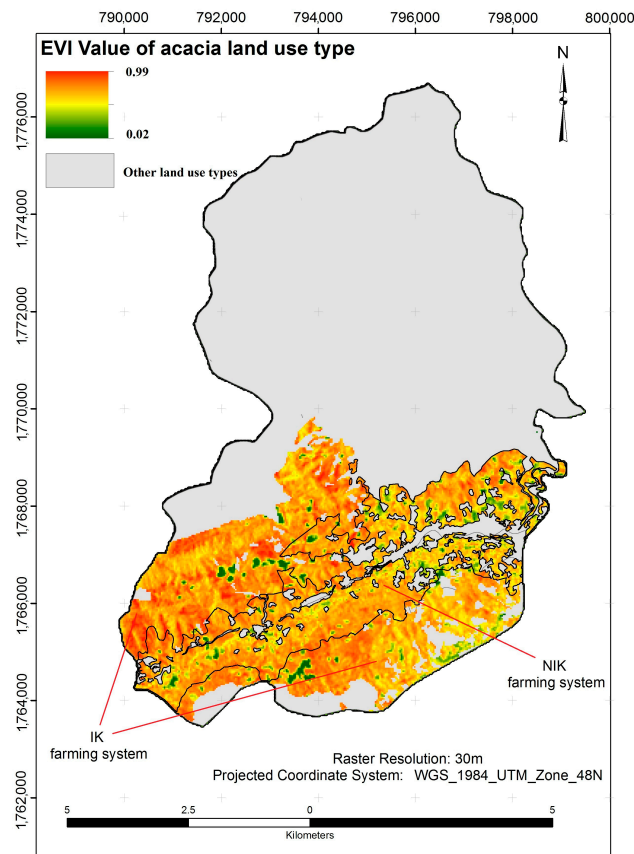 790,000 792,000 794,000 796,000 798,000 800,000
EVI Value of acacia land use type
0.99
0.02
Other land use types
N
1,776,000
1,774,000
1,772,000
1,770,000
1,768,000
1,766,000
1,764,000
1,762,000
NIK
farming system
IK
farming system
Raster Resolution: 30m
Projected Coordinate System: WGS_1984_UTM_Zone_48N
5 2.5 0 5
Kilometers